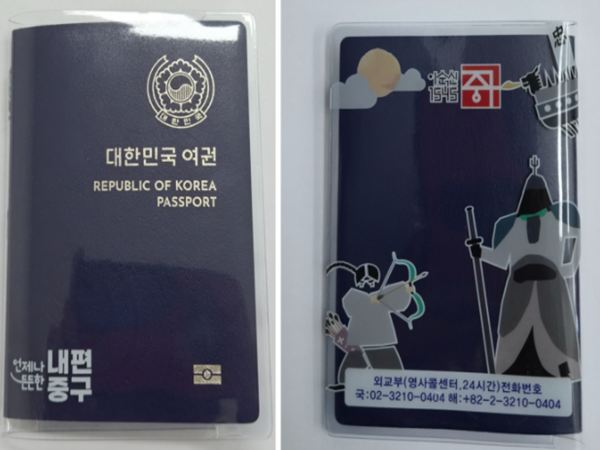 대한민국
대한민국 여권
REPUBLIC OF KOREA
PASSPORT
언제나
든든한
내편
중구
이순신
1545
중
忠
외교부(영사콜센터,24시간)전화번호
국:02-3210-0404 해:+82-2-3210-0404